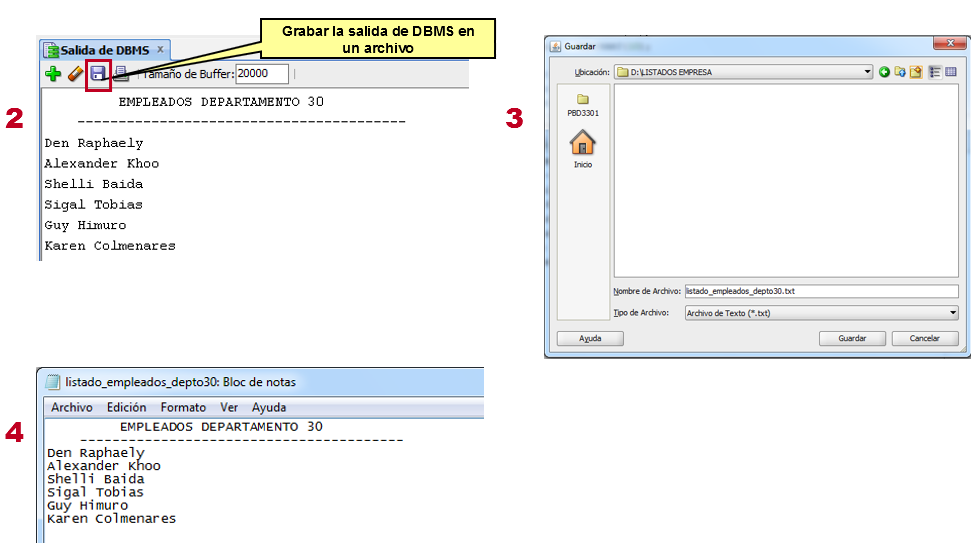 Grabar la salida de DBMS en
un archivo
2
Salida de DBMS x
Tamaño de Buffer: 20000
EMPLEADOS DEPARTAMENTO 30
----------------------------------------
Den Raphaely
Alexander Khoo
Shelli Baida
Sigal Tobias
Guy Himuro
Karen Colmenares
3
Guardar
Ubicación: D:\LISTADOS EMPRESA
PBD3301
Inicio
Nombre de Archivo: listado_empleados_depto30.txt
Tipo de Archivo: Archivo de Texto (*.txt)
Ayuda Guardar Cancelar
4
listado_empleados_depto30: Bloc de notas
Archivo Edición Formato Ver Ayuda
EMPLEADOS DEPARTAMENTO 30
----------------------------------------
Den Raphaely
Alexander Khoo
Shelli Baida
Sigal Tobias
Guy Himuro
Karen Colmenares